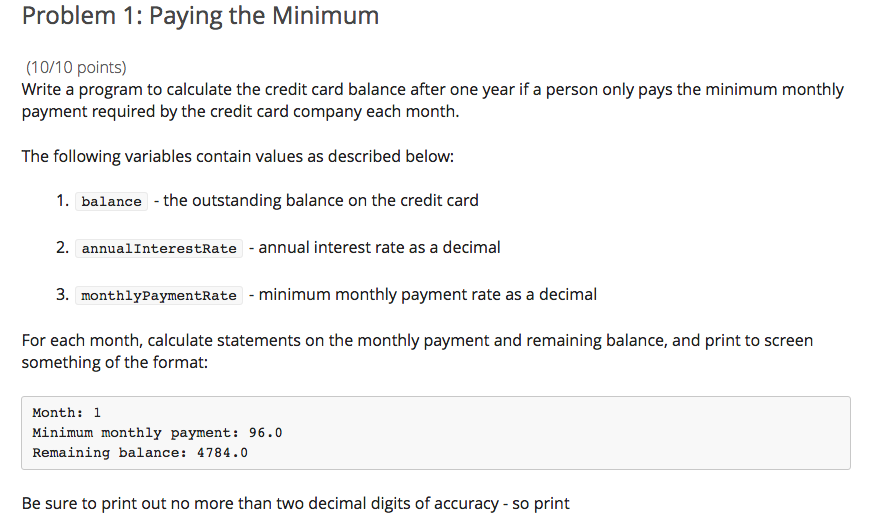 Problem 1: Paying the Minimum
(10/10 points)
Write a program to calculate the credit card balance after one year if a person only pays the minimum monthly
payment required by the credit card company each month.
The following variables contain values as described below:
1. balance - the outstanding balance on the credit card
2. annualInterestRate - annual interest rate as a decimal
3. monthlyPaymentRate - minimum monthly payment rate as a decimal
For each month, calculate statements on the monthly payment and remaining balance, and print to screen
something of the format:
Month: 1
Minimum monthly payment: 96.0
Remaining balance: 4784.0
Be sure to print out no more than two decimal digits of accuracy - so print